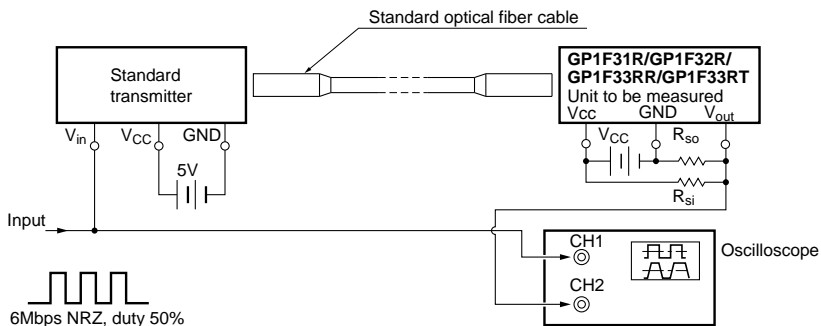 Standard optical fiber cable
Standard
transmitter
Vin
VCC
GND
5V
GP1F31R/GP1F32R/
GP1F33RR/GP1F33RT
Unit to be measured
Vcc
GND
Vout
VCC
Rso
Rsi
Input
CH1
CH2
Oscilloscope
6Mbps NRZ, duty 50%